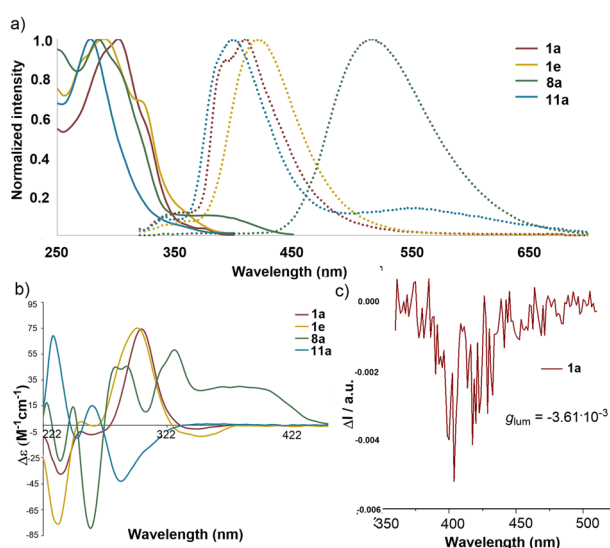 a)
Normalized intensity
1.0
0.8
0.6
0.4
0.2
250
350
450
550
650
Wavelength (nm)
1a
1e
8a
11a
b)
Δε (M⁻¹cm⁻¹)
95
75
55
35
15
-5
-25
-45
-65
-85
222
322
422
Wavelength (nm)
1a
1e
8a
11a
c)
ΔI / a.u.
0.000
-0.002
-0.004
-0.006
350
400
450
500
Wavelength (nm)
1a
glum = -3.61·10⁻³